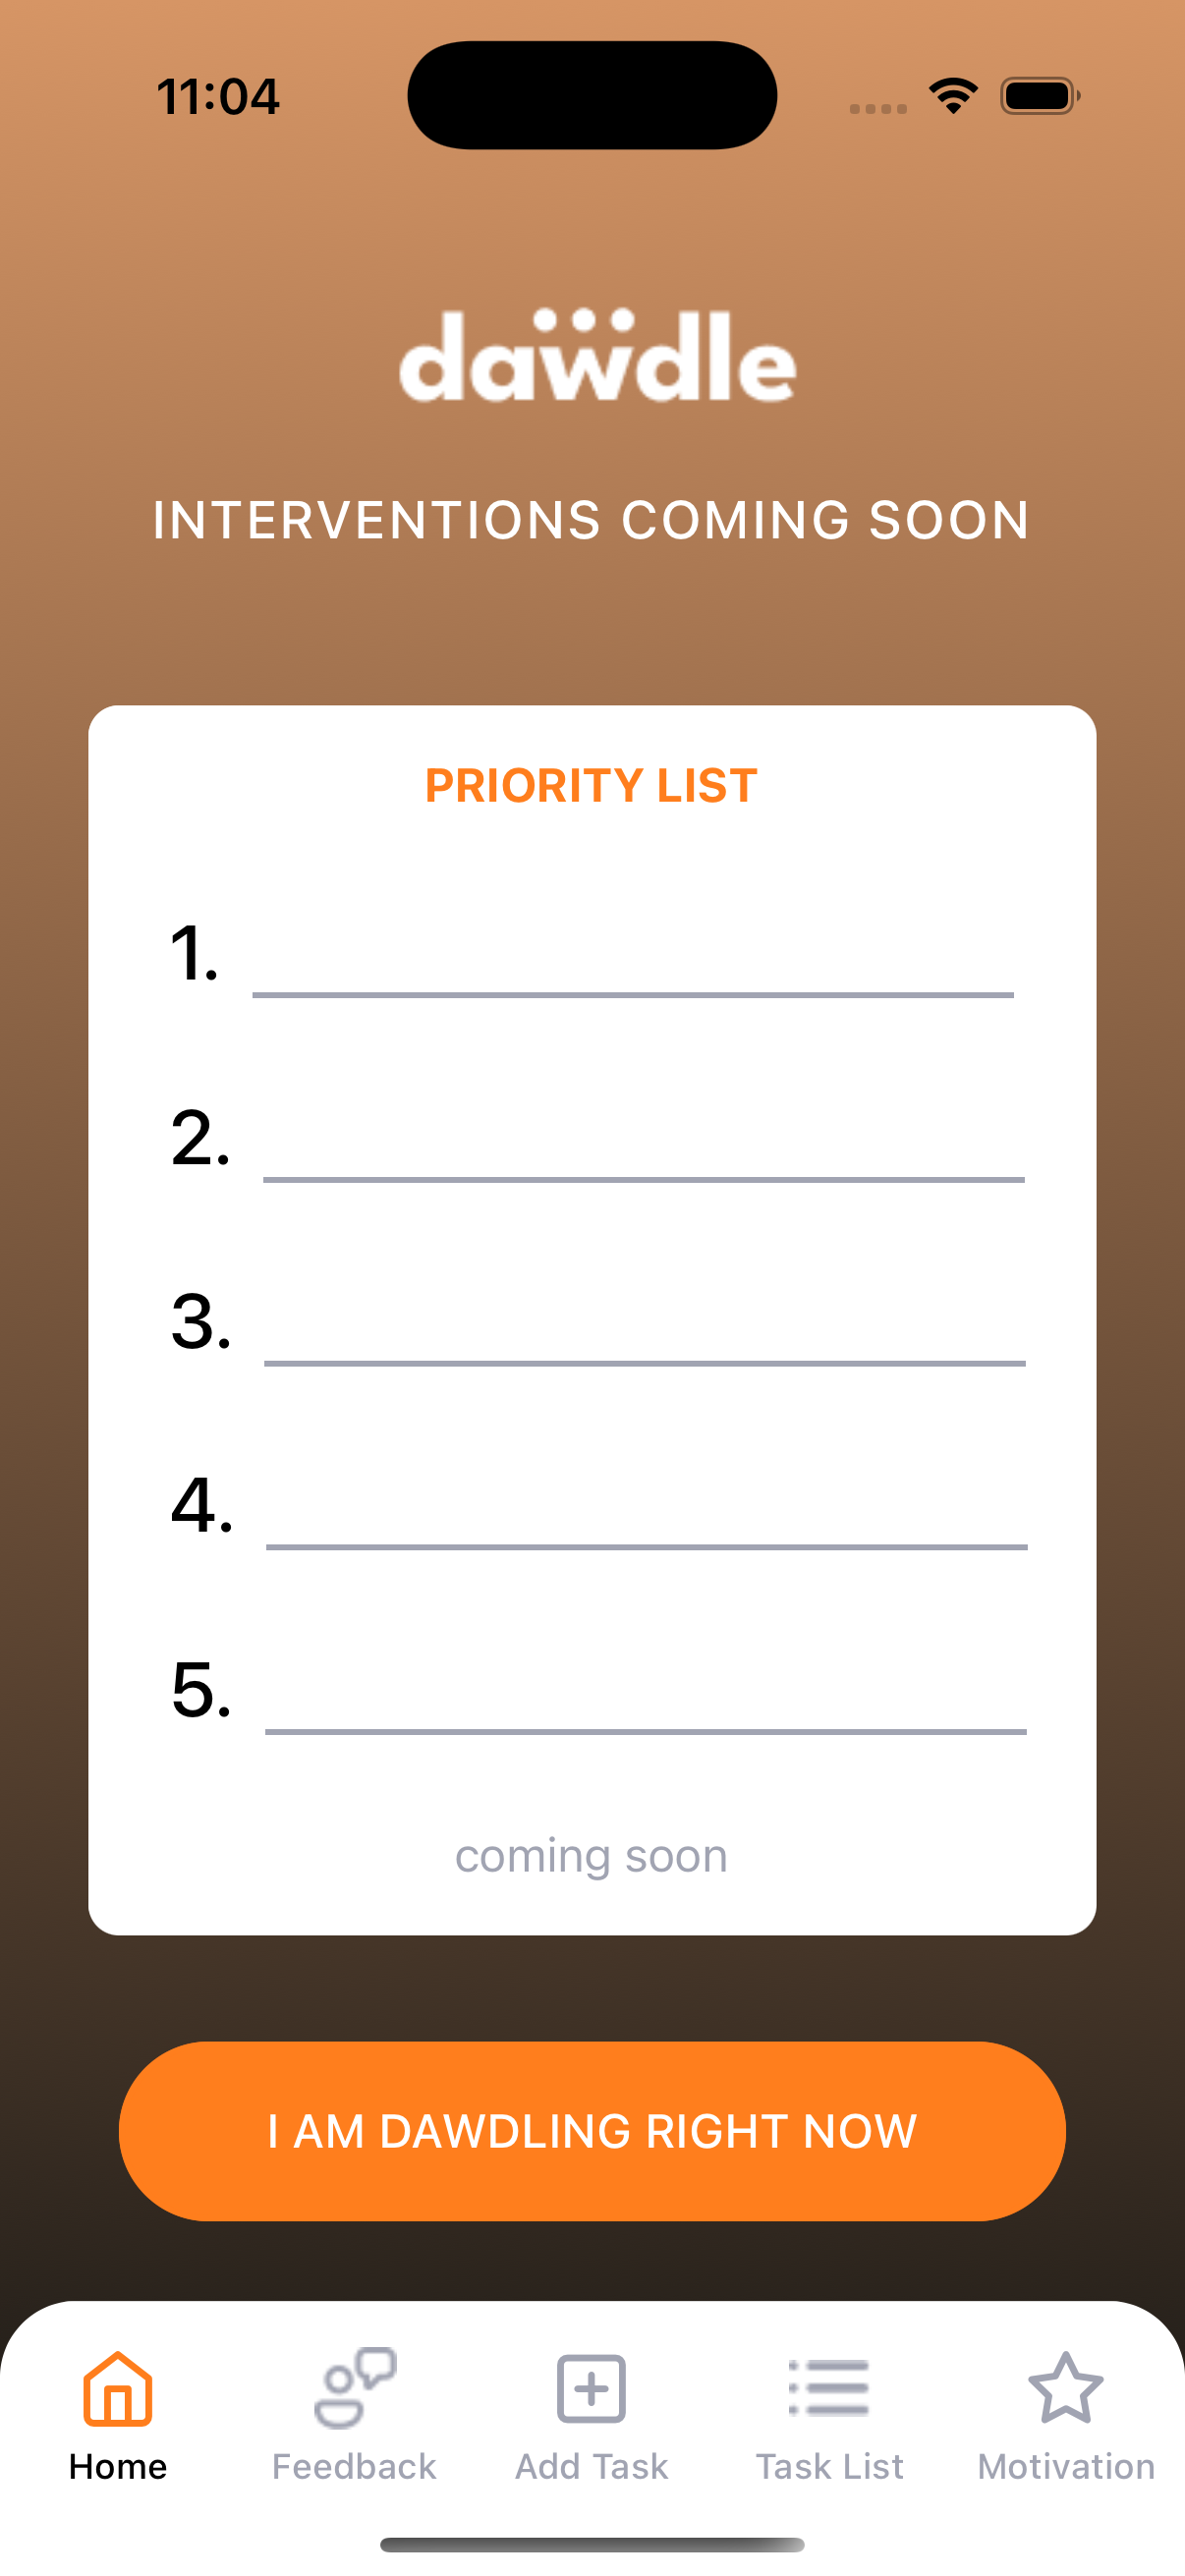 11:04
dawdle
INTERVENTIONS COMING SOON
PRIORITY LIST
1.
2.
3.
4.
5.
coming soon
I AM DAWDLING RIGHT NOW
Home Feedback Add Task Task List Motivation